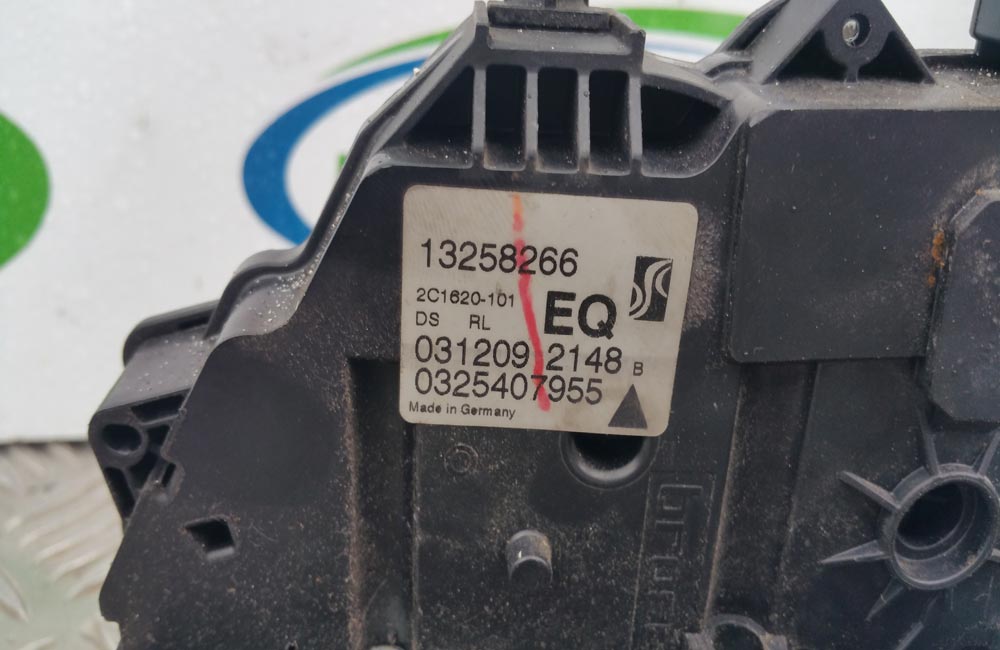 13258266
2C1620-101
DS RL EQ
0312092148 B
0325407955
Made in Germany